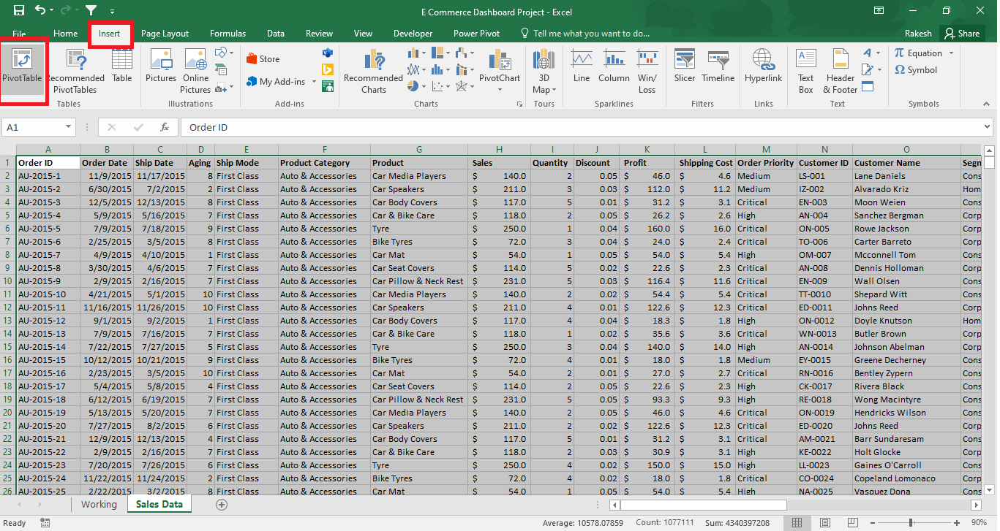 E Commerce Dashboard Project - Excel
File Home Insert Page Layout Formulas Data Review View Developer Power Pivot Tell me what you want to do... Rakesh Share
PivotTable Recommended PivotTables Table
Pictures Online Pictures
Store
My Add-ins
Recommended Charts
PivotChart
3D Map
Line Column Win/Loss
Slicer Timeline
Hyperlink
Text Box Header & Footer
Equation
Symbol
Tables Illustrations Add-ins Charts Tours Sparklines Filters Links Text Symbols
A1 fx Order ID
A B C D E F G H I J K L M N O
1 Order ID Order Date Ship Date Aging Ship Mode Product Category Product Sales Quantity Discount Profit Shipping Cost Order Priority Customer ID Customer Name Segn
2 AU-2015-1 11/9/2015 11/17/2015 8 First Class Auto & Accessories Car Media Players $ 140.0 2 0.05 $ 46.0 $ 4.6 Medium LS-001 Lane Daniels Cons
3 AU-2015-2 6/30/2015 7/2/2015 2 First Class Auto & Accessories Car Speakers $ 211.0 3 0.03 $ 112.0 $ 11.2 Medium IZ-002 Alvarado Kriz Hom
4 AU-2015-3 12/5/2015 12/13/2015 8 First Class Auto & Accessories Car Body Covers $ 117.0 5 0.01 $ 31.2 $ 3.1 Critical EN-003 Moon Weien Cons
5 AU-2015-4 5/9/2015 5/16/2015 7 First Class Auto & Accessories Car & Bike Care $ 118.0 2 0.05 $ 26.2 $ 2.6 High AN-004 Sanchez Bergman Corp
6 AU-2015-5 7/9/2015 7/18/2015 9 First Class Auto & Accessories Tyre $ 250.0 1 0.04 $ 160.0 $ 16.0 Critical ON-005 Rowe Jackson Corp
7 AU-2015-6 2/25/2015 3/5/2015 8 First Class Auto & Accessories Bike Tyres $ 72.0 3 0.04 $ 24.0 $ 2.4 Critical TO-006 Carter Barreto Corp
8 AU-2015-7 4/9/2015 4/10/2015 1 First Class Auto & Accessories Car Mat $ 54.0 1 0.05 $ 54.0 $ 5.4 High OM-007 Mcconnell Tom Cons
9 AU-2015-8 3/30/2015 4/6/2015 7 First Class Auto & Accessories Car Seat Covers $ 114.0 5 0.02 $ 22.6 $ 2.3 Critical AN-008 Dennis Holloman Corp
10 AU-2015-9 2/9/2015 2/16/2015 7 First Class Auto & Accessories Car Pillow & Neck Rest $ 231.0 5 0.03 $ 116.4 $ 11.6 Critical EN-009 Wall Olsen Corp
11 AU-2015-10 4/21/2015 5/1/2015 10 First Class Auto & Accessories Car Media Players $ 140.0 2 0.02 $ 54.4 $ 5.4 Critical TT-0010 Shepard Witt Cons
12 AU-2015-11 11/16/2015 11/26/2015 10 First Class Auto & Accessories Car Speakers $ 211.0 4 0.01 $ 122.6 $ 12.3 Critical ED-0011 Johns Reed Corp
13 AU-2015-12 9/1/2015 9/2/2015 1 First Class Auto & Accessories Car Body Covers $ 117.0 4 0.04 $ 18.3 $ 1.8 High ON-0012 Doyle Knutson Hom
14 AU-2015-13 7/9/2015 7/16/2015 7 First Class Auto & Accessories Car & Bike Care $ 118.0 1 0.02 $ 35.6 $ 3.6 Critical WN-0013 Butler Brown Corp
15 AU-2015-14 7/22/2015 7/27/2015 5 First Class Auto & Accessories Tyre $ 250.0 3 0.04 $ 140.0 $ 14.0 High AN-0014 Johnson Abelman Corp
16 AU-2015-15 10/12/2015 10/21/2015 9 First Class Auto & Accessories Bike Tyres $ 72.0 4 0.01 $ 18.0 $ 1.8 Medium EY-0015 Greene Decherney Corp
17 AU-2015-16 2/23/2015 3/5/2015 10 First Class Auto & Accessories Car Mat $ 54.0 2 0.01 $ 27.0 $ 2.7 Critical RN-0016 Bentley Zypern Corp
18 AU-2015-17 5/4/2015 5/8/2015 4 First Class Auto & Accessories Car Seat Covers $ 114.0 2 0.05 $ 22.6 $ 2.3 High CK-0017 Rivera Black Cons
19 AU-2015-18 6/12/2015 6/19/2015 7 First Class Auto & Accessories Car Pillow & Neck Rest $ 231.0 5 0.05 $ 93.3 $ 9.3 High RE-0018 Wong Macintyre Cons
20 AU-2015-19 5/13/2015 5/20/2015 7 First Class Auto & Accessories Car Media Players $ 140.0 2 0.05 $ 46.0 $ 4.6 Critical ON-0019 Hendricks Wilson Cons
21 AU-2015-20 7/27/2015 8/2/2015 6 First Class Auto & Accessories Car Speakers $ 211.0 2 0.02 $ 122.6 $ 12.3 Critical ED-0020 Johns Reed Corp
22 AU-2015-21 12/9/2015 12/13/2015 4 First Class Auto & Accessories Car Body Covers $ 117.0 5 0.01 $ 31.2 $ 3.1 Critical AM-0021 Barr Sundaresam Cons
23 AU-2015-22 2/9/2015 2/16/2015 7 First Class Auto & Accessories Car & Bike Care $ 118.0 3 0.03 $ 30.9 $ 3.1 High KE-0022 Holt Glocke Corp
24 AU-2015-23 7/20/2015 7/26/2015 6 First Class Auto & Accessories Tyre $ 250.0 4 0.02 $ 150.0 $ 15.0 High LL-0023 Gaines O'Carroll Cons
25 AU-2015-24 11/22/2015 11/24/2015 2 First Class Auto & Accessories Bike Tyres $ 72.0 4 0.02 $ 18.0 $ 1.8 Critical CO-0024 Copeland Lomonaco Cons
26 AU-2015-25 2/22/2015 3/2/2015 8 First Class Auto & Accessories Car Mat $ 54.0 1 0.05 $ 54.0 $ 5.4 High NA-0025 Vasquez Dona Cons
Working Sales Data
Ready Average: 10578.07859 Count: 1077111 Sum: 4340397208 90%